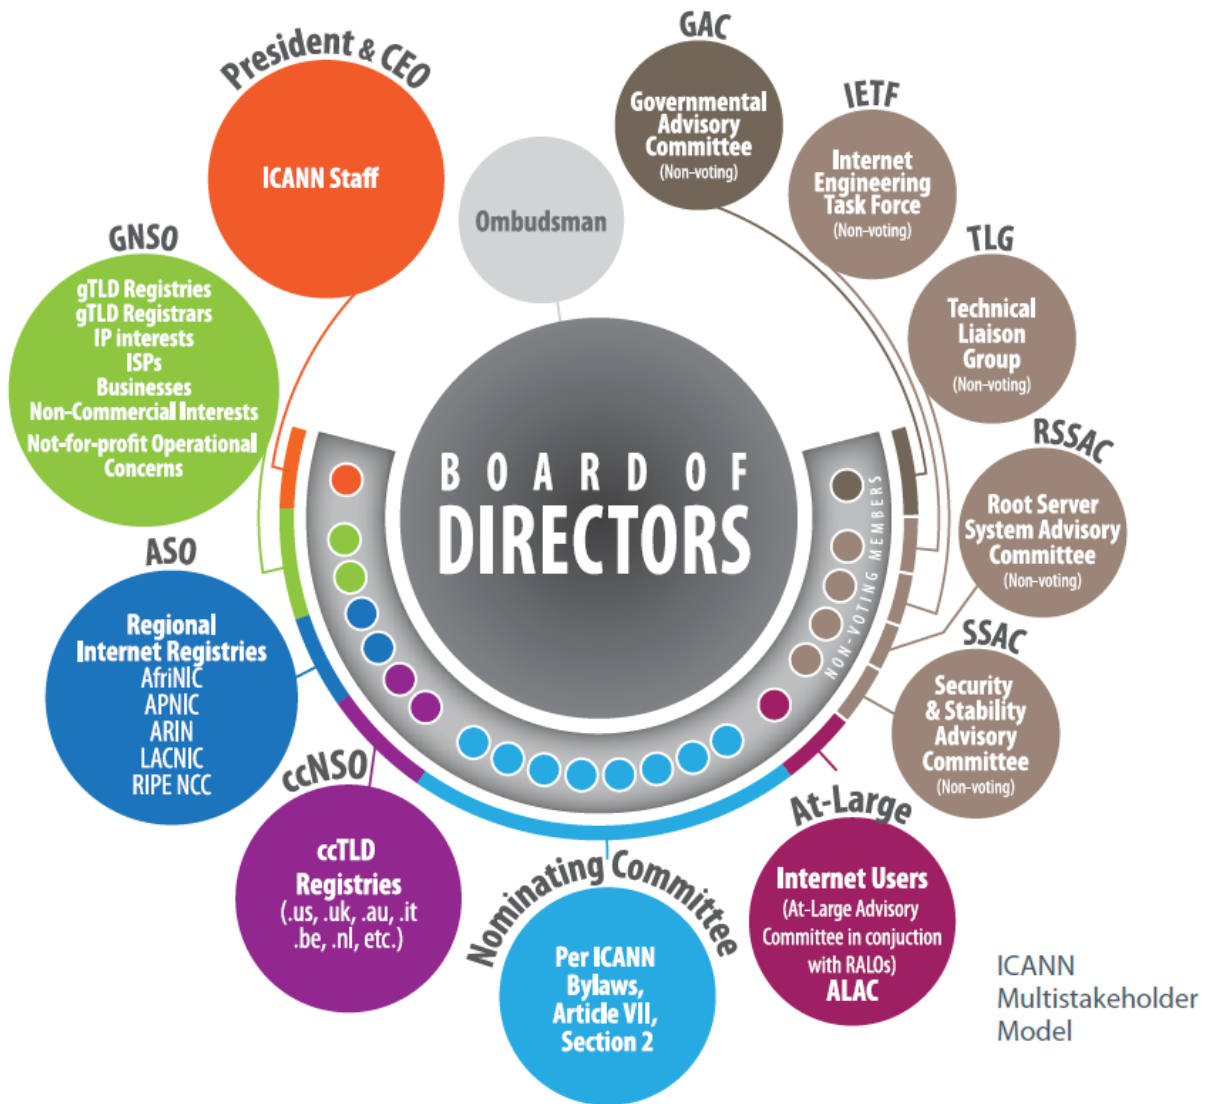 President & CEO
ICANN Staff
Ombudsman
GAC
Governmental
Advisory
Committee
(Non-voting)
IETF
Internet
Engineering
Task Force
(Non-voting)
TLG
Technical
Liaison
Group
(Non-voting)
RSSAC
Root Server
System Advisory
Committee
(Non-voting)
SSAC
Security
& Stability
Advisory
Committee
(Non-voting)
GNSO
gTLD Registries
gTLD Registrars
IP interests
ISPs
Businesses
Non-Commercial Interests
Not-for-profit Operational
Concerns
BOARD OF
DIRECTORS
NON-VOTING MEMBERS
ASO
Regional
Internet Registries
AfriNIC
APNIC
ARIN
LACNIC
RIPE NCC
ccNSO
ccTLD
Registries
(.us, .uk, .au, .it
.be, .nl, etc.)
Nominating Committee
Per ICANN
Bylaws,
Article VII,
Section 2
At-Large
Internet Users
(At-Large Advisory
Committee in conjuction
with RALOs)
ALAC
ICANN
Multistakeholder
Model